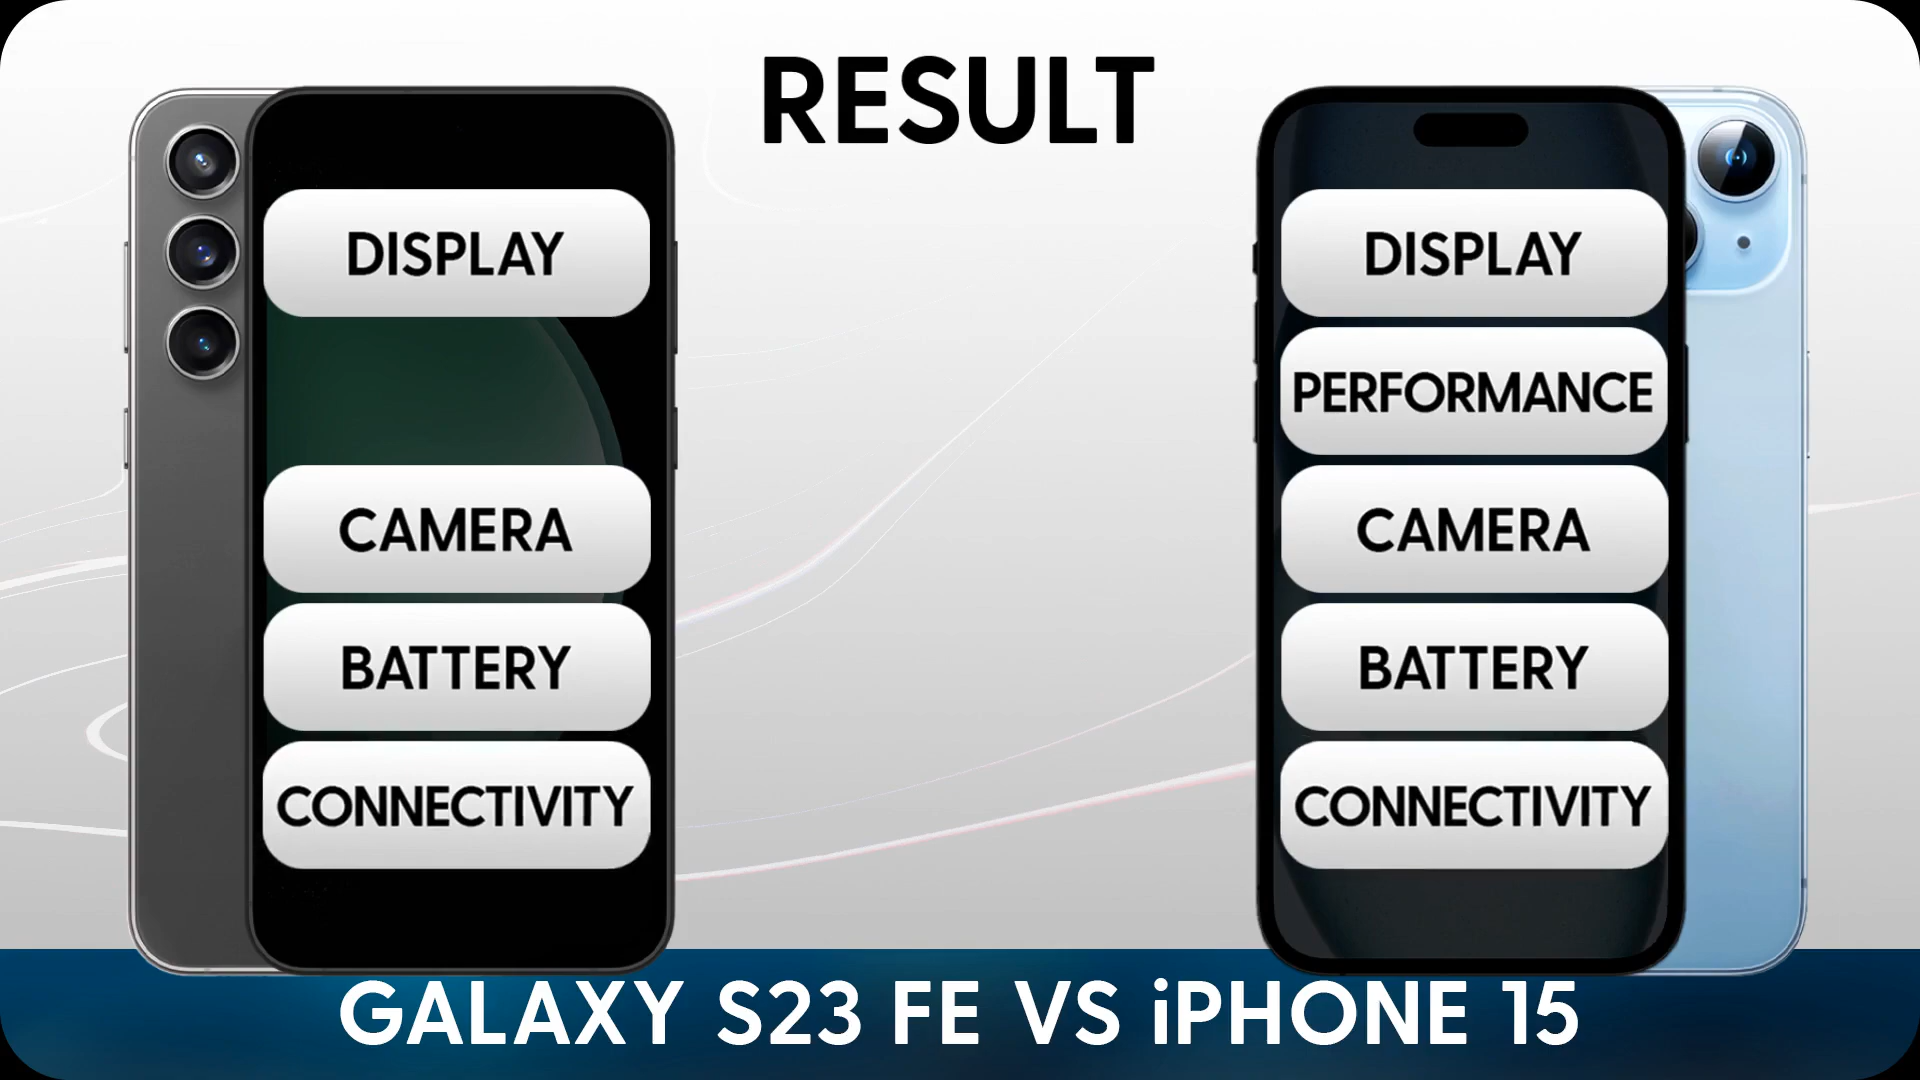 RESULT
DISPLAY
CAMERA
BATTERY
CONNECTIVITY
DISPLAY
PERFORMANCE
CAMERA
BATTERY
CONNECTIVITY
GALAXY S23 FE VS iPHONE 15